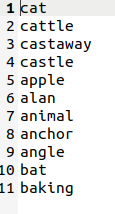 1 cat
2 cattle
3 castaway
4 castle
5 apple
6 alan
7 animal
8 anchor
9 angle
10 bat
11 baking